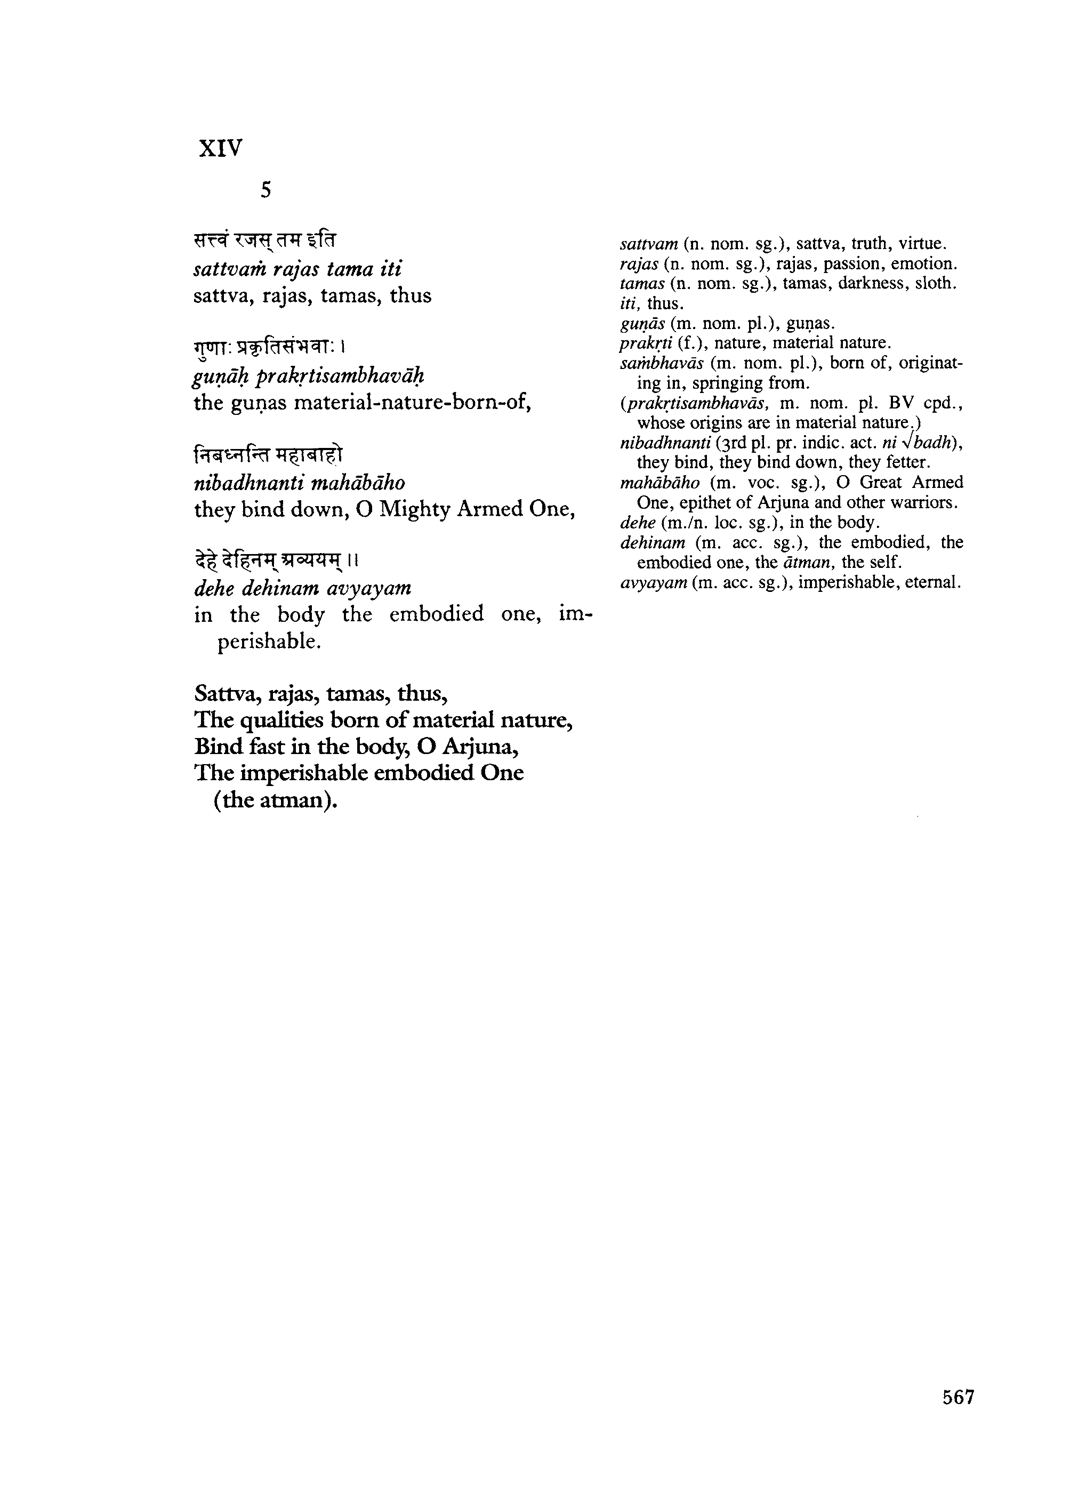 XIV
5
सत्त्वं रजस् तम इति
sattvaṁ rajas tama iti
sattva, rajas, tamas, thus
गुणाः प्रकृतिसंभवाः ।
guṇāḥ prakṛtisambhavāḥ
the guṇas material-nature-born-of,
निबध्नन्ति महाबाहो
nibadhnanti mahābāho
they bind down, O Mighty Armed One,
देहे देहिनम् अव्ययम् ॥
dehe dehinam avyayam
in the body the embodied one, im-
perishable.
Sattva, rajas, tamas, thus,
The qualities born of material nature,
Bind fast in the body, O Arjuna,
The imperishable embodied One
(the atman).
sattvam (n. nom. sg.), sattva, truth, virtue.
rajas (n. nom. sg.), rajas, passion, emotion.
tamas (n. nom. sg.), tamas, darkness, sloth.
iti, thus.
guṇās (m. nom. pl.), guṇas.
prakṛti (f.), nature, material nature.
saṁbhavās (m. nom. pl.), born of, originat-
ing in, springing from.
(prakṛtisambhavās, m. nom. pl. BV cpd.,
whose origins are in material nature.)
nibadhnanti (3rd pl. pr. indic. act. ni √badh),
they bind, they bind down, they fetter.
mahābāho (m. voc. sg.), O Great Armed
One, epithet of Arjuna and other warriors.
dehe (m./n. loc. sg.), in the body.
dehinam (m. acc. sg.), the embodied, the
embodied one, the ātman, the self.
avyayam (m. acc. sg.), imperishable, eternal.
567